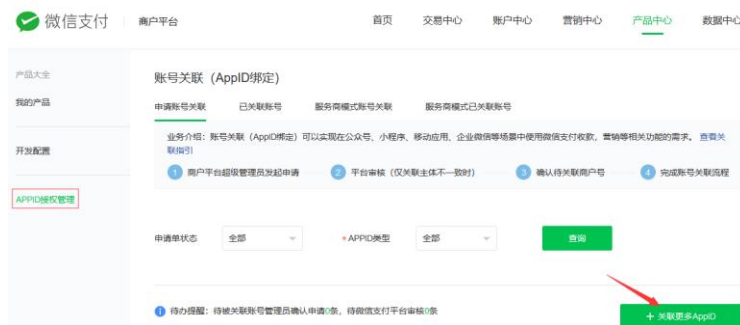 微信支付 商户平台 首页 交易中心 账户中心 营销中心 产品中心 数据中心
产品大全
我的产品
开发配置
APPID授权管理
账号关联（AppID绑定）
申请账号关联 已关联账号 服务商模式账号关联 服务商模式已关联账号
业务介绍：账号关联（AppID绑定）可以实现在公众号、小程序、移动应用、企业微信等场景中使用微信支付收款，营销等相关功能的需求。 查看关
联指引
1 商户平台超级管理员发起申请 2 平台审核（仅关联主体不一致时） 3 确认待关联商户号 4 完成账号关联流程
申请单状态 全部 * APPID类型 全部 查询
待办提醒：待被关联账号管理员确认申请0条，待微信支付平台审核0条
+ 关联更多AppID